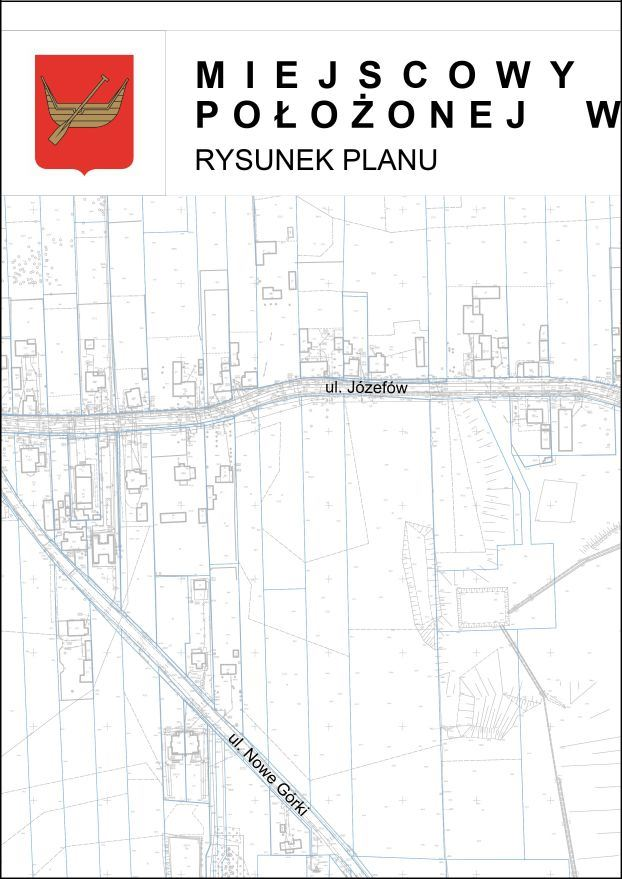 MIEJSCOWY
POŁOŻONEJ W
RYSUNEK PLANU
ul. Józefów
ul. Nowe Górki